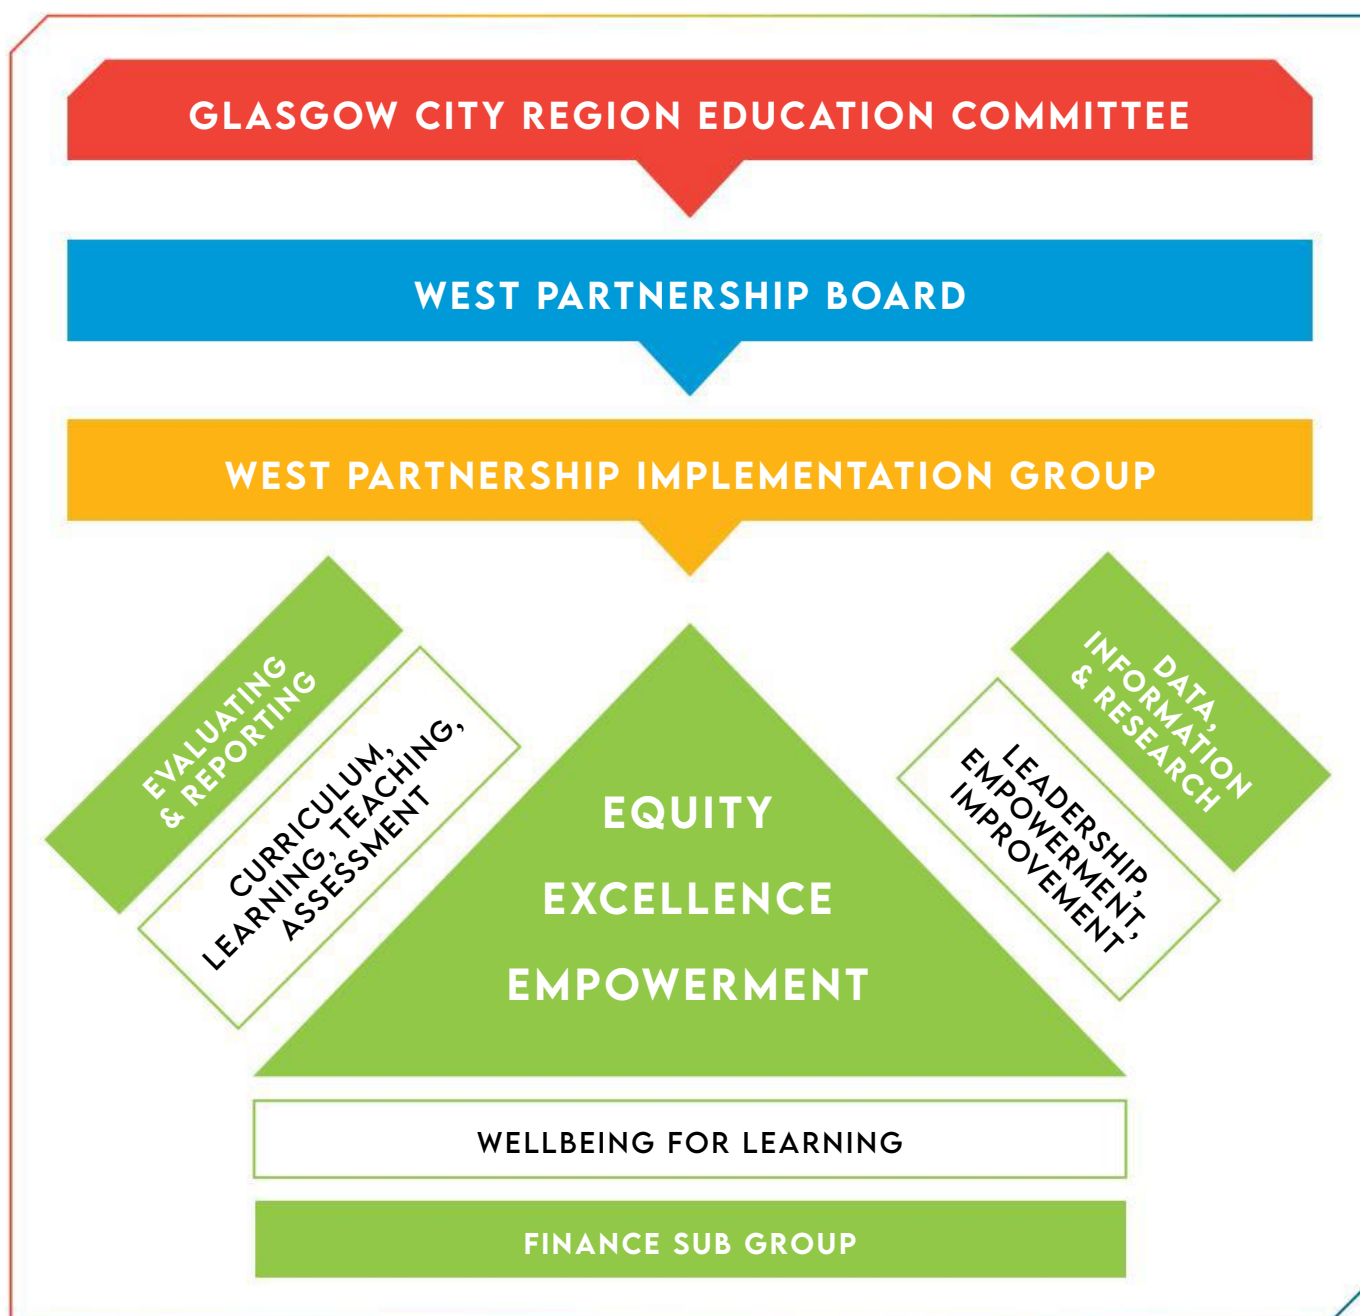 GLASGOW CITY REGION EDUCATION COMMITTEE
WEST PARTNERSHIP BOARD
WEST PARTNERSHIP IMPLEMENTATION GROUP
EVALUATING
& REPORTING
CURRICULUM,
LEARNING, TEACHING,
ASSESSMENT
EQUITY
EXCELLENCE
EMPOWERMENT
DATA,
INFORMATION
& RESEARCH
LEADERSHIP,
EMPOWERMENT,
IMPROVEMENT
WELLBEING FOR LEARNING
FINANCE SUB GROUP